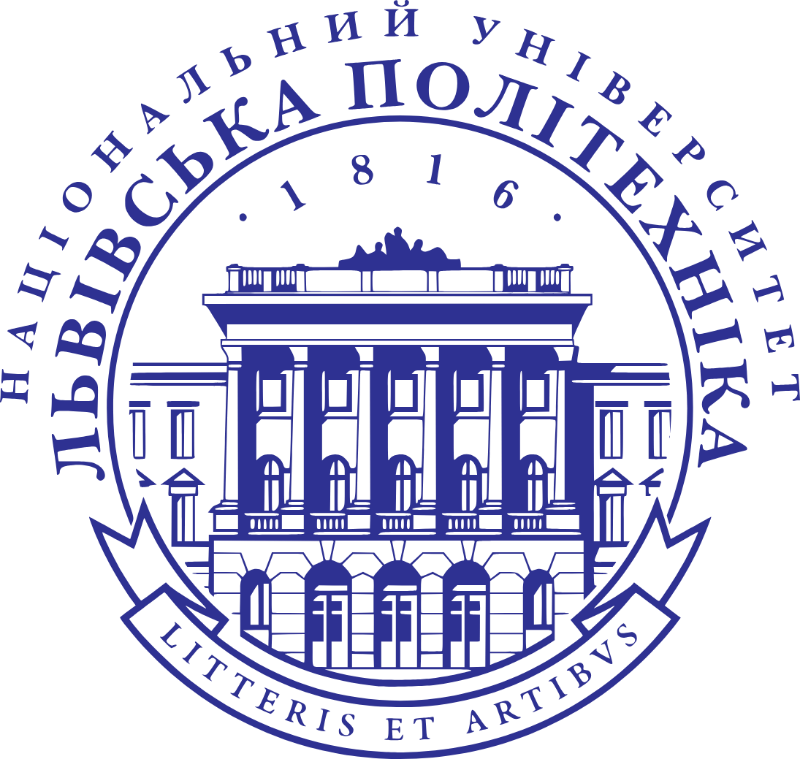 НАЦІОНАЛЬНИЙ УНІВЕРСИТЕТ
ЛЬВІВСЬКА ПОЛІТЕХНІКА
· 1816 ·
LITTERIS ET ARTIBVS